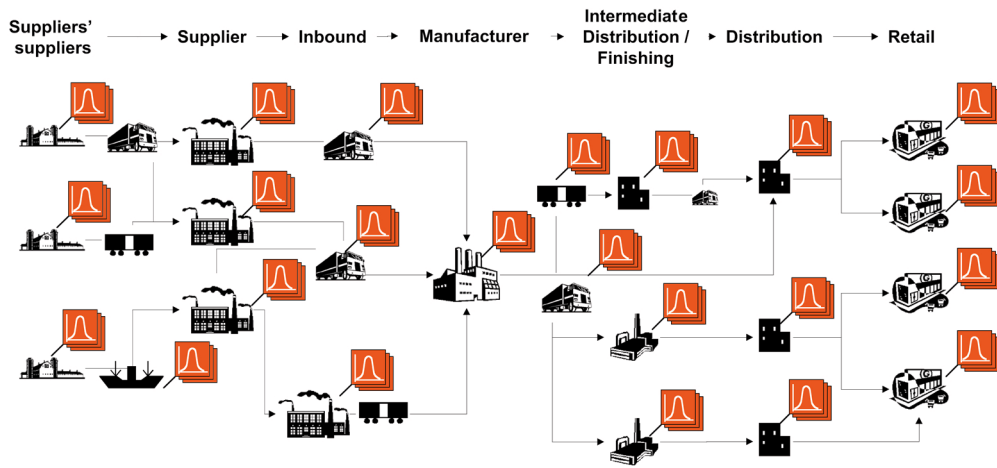 Suppliers'
suppliers
Supplier
Inbound
Manufacturer
Intermediate
Distribution /
Finishing
Distribution
Retail